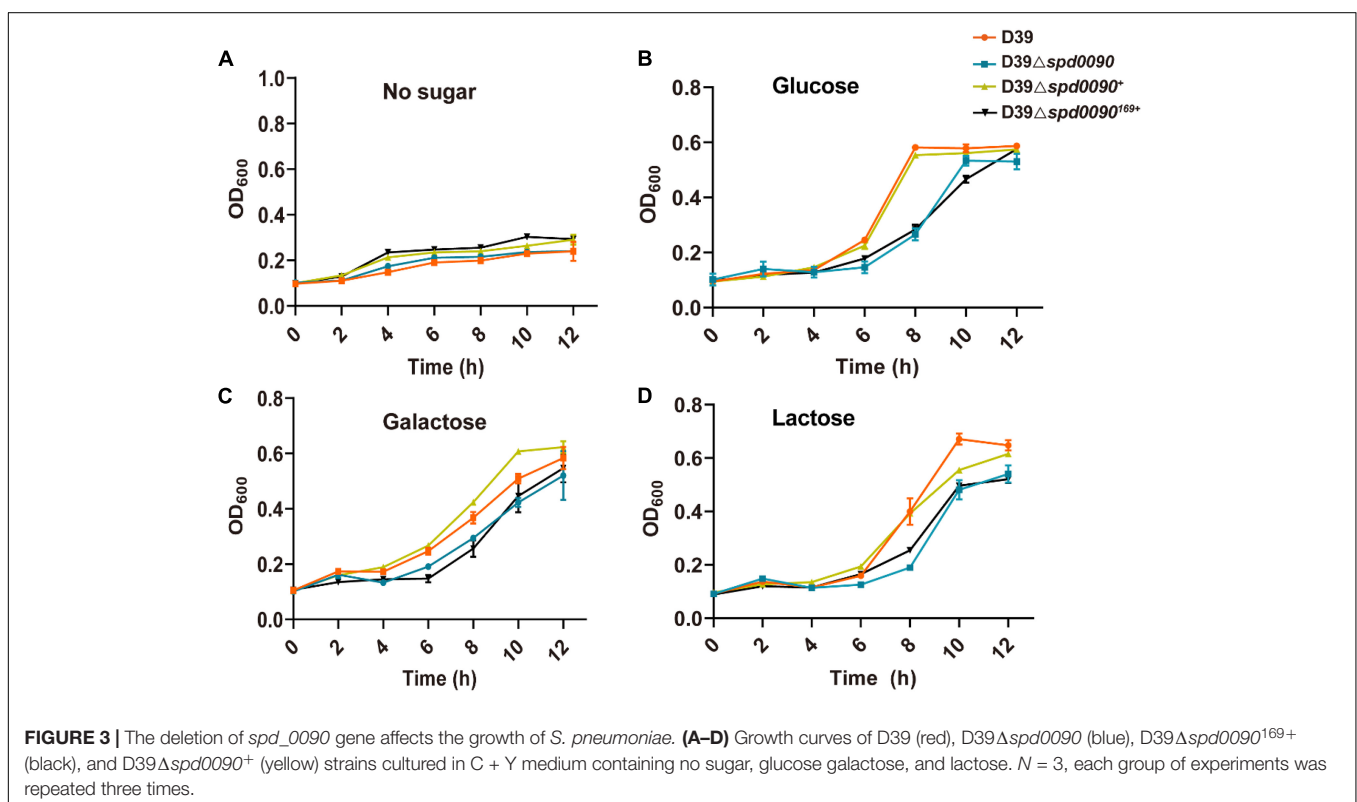 A
No sugar
OD600
1.0
0.8
0.6
0.4
0.2
0.0
0 2 4 6 8 10 12
Time (h)
B
Glucose
D39
D39△spd0090
D39△spd0090+
D39△spd0090169+
OD600
0.8
0.6
0.4
0.2
0.0
0 2 4 6 8 10 12
Time (h)
C
Galactose
OD600
0.8
0.6
0.4
0.2
0.0
0 2 4 6 8 10 12
Time (h)
D
Lactose
OD600
0.8
0.6
0.4
0.2
0.0
0 2 4 6 8 10 12
Time (h)
FIGURE 3 | The deletion of spd_0090 gene affects the growth of S. pneumoniae. (A–D) Growth curves of D39 (red), D39Δspd0090 (blue), D39Δspd0090169+
(black), and D39Δspd0090+ (yellow) strains cultured in C + Y medium containing no sugar, glucose galactose, and lactose. N = 3, each group of experiments was
repeated three times.